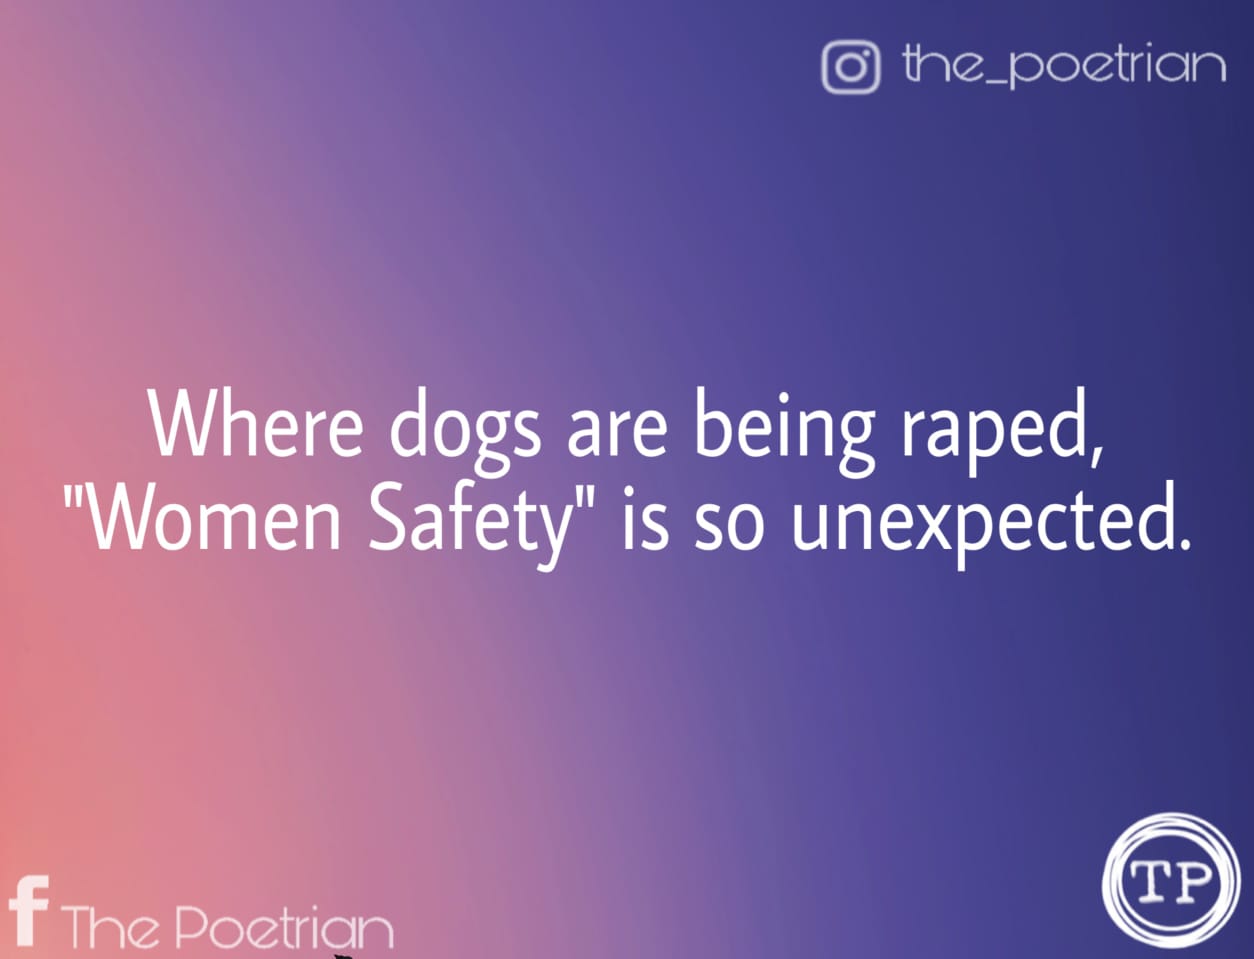 the_poetrian
Where dogs are being raped,
"Women Safety" is so unexpected.
TP
f The Poetrian